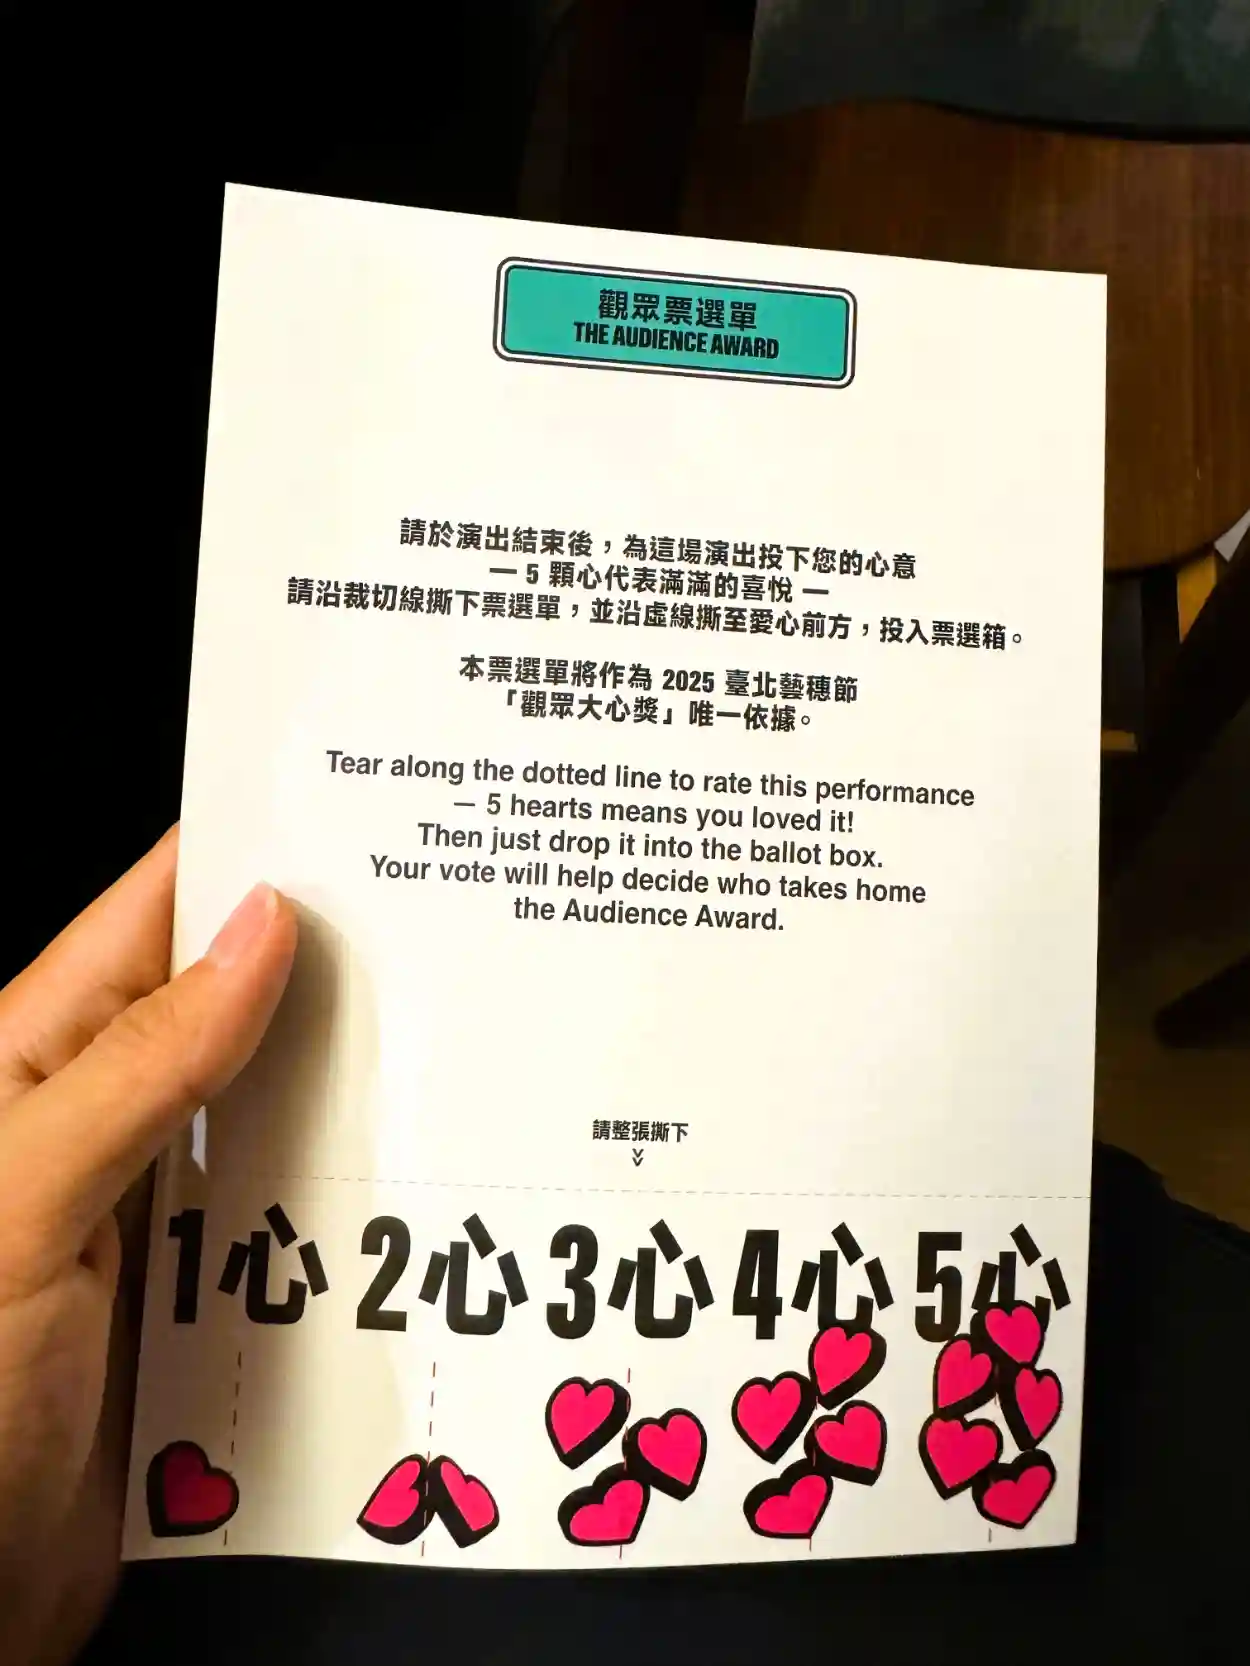 觀眾票選單
THE AUDIENCE AWARD
請於演出結束後，為這場演出投下您的心意
— 5 顆心代表滿滿的喜悅 —
請沿裁切線撕下票選單，並沿虛線撕至愛心前方，投入票選箱。
本票選單將作為 2025 臺北藝穗節
「觀眾大心獎」唯一依據。
Tear along the dotted line to rate this performance
— 5 hearts means you loved it!
Then just drop it into the ballot box.
Your vote will help decide who takes home
the Audience Award.
請整張撕下
1心 2心 3心 4心 5心